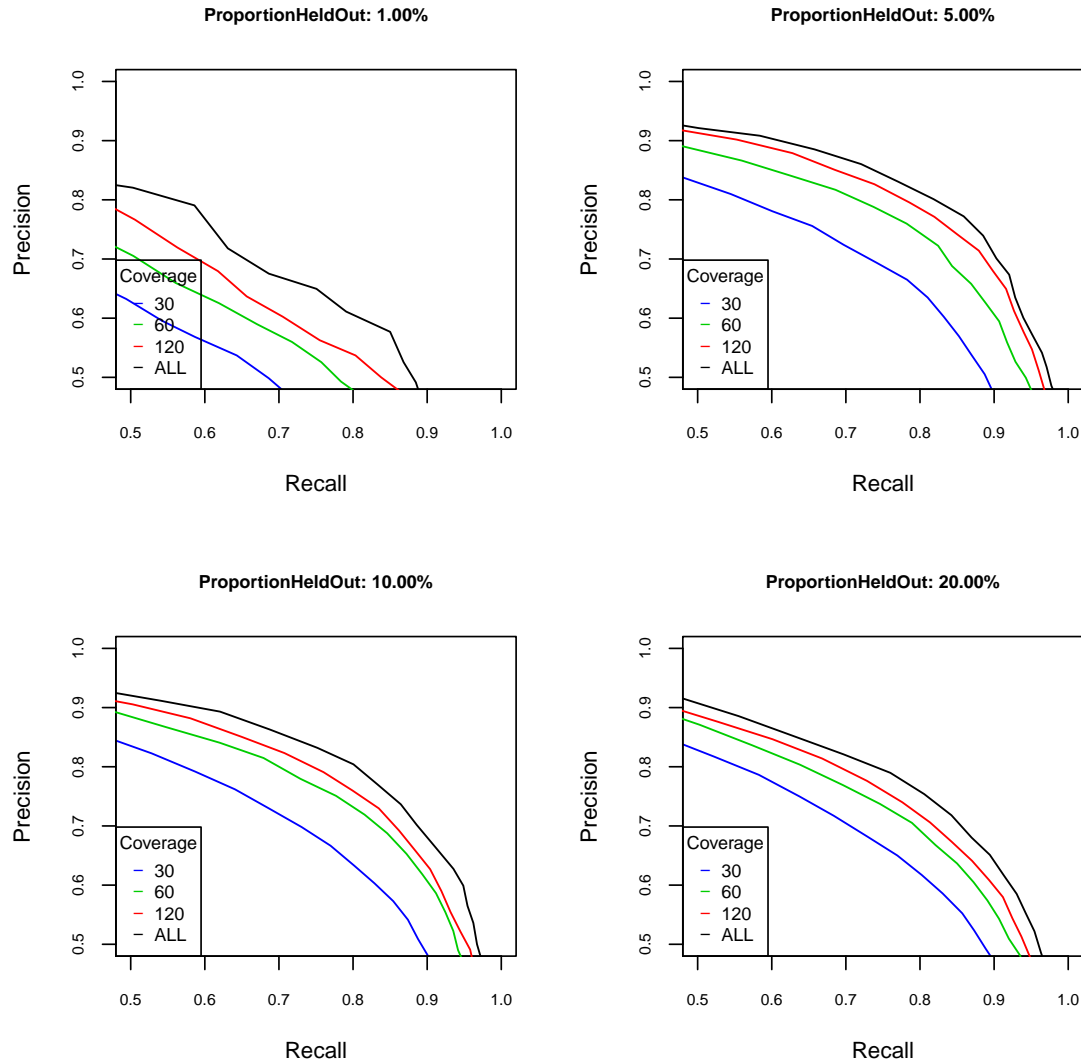 ProportionHeldOut: 1.00%
Precision
1.0
0.9
0.8
0.7
0.6
0.5
Coverage
30
60
120
ALL
0.5 0.6 0.7 0.8 0.9 1.0
Recall
ProportionHeldOut: 5.00%
Precision
1.0
0.9
0.8
0.7
0.6
0.5
Coverage
30
60
120
ALL
0.5 0.6 0.7 0.8 0.9 1.0
Recall
ProportionHeldOut: 10.00%
Precision
1.0
0.9
0.8
0.7
0.6
0.5
Coverage
30
60
120
ALL
0.5 0.6 0.7 0.8 0.9 1.0
Recall
ProportionHeldOut: 20.00%
Precision
1.0
0.9
0.8
0.7
0.6
0.5
Coverage
30
60
120
ALL
0.5 0.6 0.7 0.8 0.9 1.0
Recall